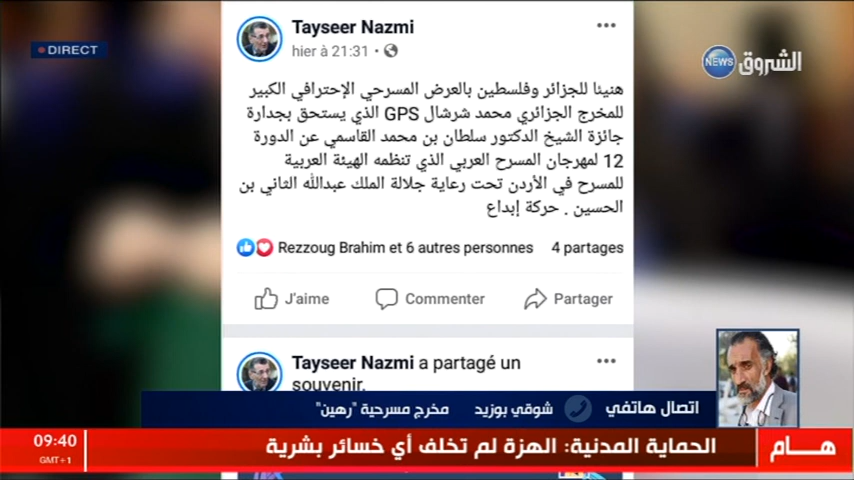 DIRECT
الشروق
NEWS
Tayseer Nazmi
hier à 21:31 •
هنيئا للجزائر وفلسطين بالعرض المسرحي الإحترافي الكبير
للمخرج الجزائري محمد شرشال GPS الذي يستحق بجدارة
جائزة الشيخ الدكتور سلطان بن محمد القاسمي عن الدورة
12 لمهرجان المسرح العربي الذي تنظمه الهيئة العربية
للمسرح في الأردن تحت رعاية جلالة الملك عبدالله الثاني بن
الحسين . حركة إبداع
Rezzoug Brahim et 6 autres personnes 4 partages
J'aime Commenter Partager
Tayseer Nazmi a partagé un
souvenir.
اتصال هاتفي شوقي بوزيد مخرج مسرحية "رهين"
هـــام الحماية المدنية: الهزة لم تخلف أي خسائر بشرية
09:40
GMT+1